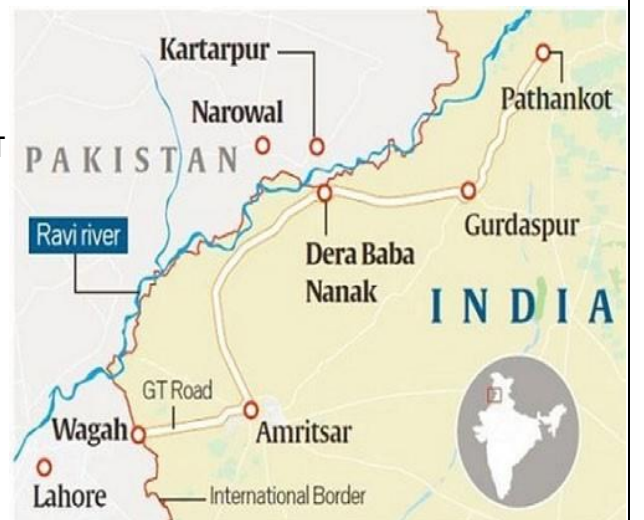 Kartarpur
Narowal
Pathankot
PAKISTAN
Ravi river
Gurdaspur
Dera Baba
Nanak
INDIA
GT Road
Wagah
Amritsar
Lahore
International Border